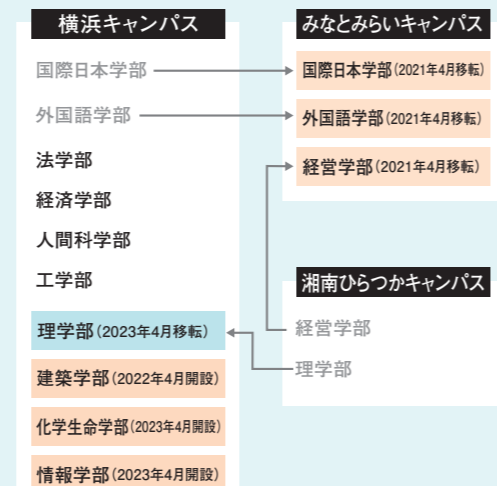 横浜キャンパス
国際日本学部
外国語学部
法学部
経済学部
人間科学部
工学部
理学部(2023年4月移転)
建築学部(2022年4月開設)
化学生命学部(2023年4月開設)
情報学部(2023年4月開設)
みなとみらいキャンパス
国際日本学部(2021年4月移転)
外国語学部(2021年4月移転)
経営学部(2021年4月移転)
湘南ひらつかキャンパス
経営学部
理学部